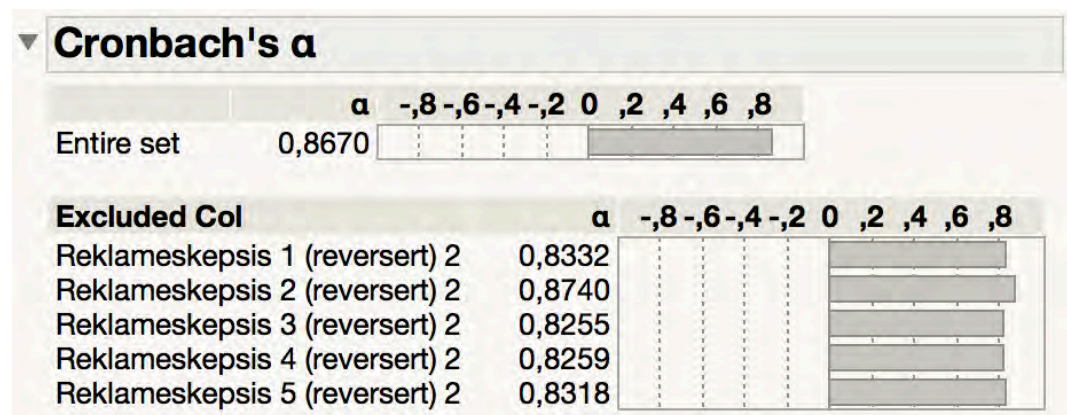 Cronbach's α
α -,8 -,6 -,4 -,2 0 ,2 ,4 ,6 ,8
Entire set 0,8670
Excluded Col α -,8 -,6 -,4 -,2 0 ,2 ,4 ,6 ,8
Reklameskepsis 1 (reversert) 2 0,8332
Reklameskepsis 2 (reversert) 2 0,8740
Reklameskepsis 3 (reversert) 2 0,8255
Reklameskepsis 4 (reversert) 2 0,8259
Reklameskepsis 5 (reversert) 2 0,8318